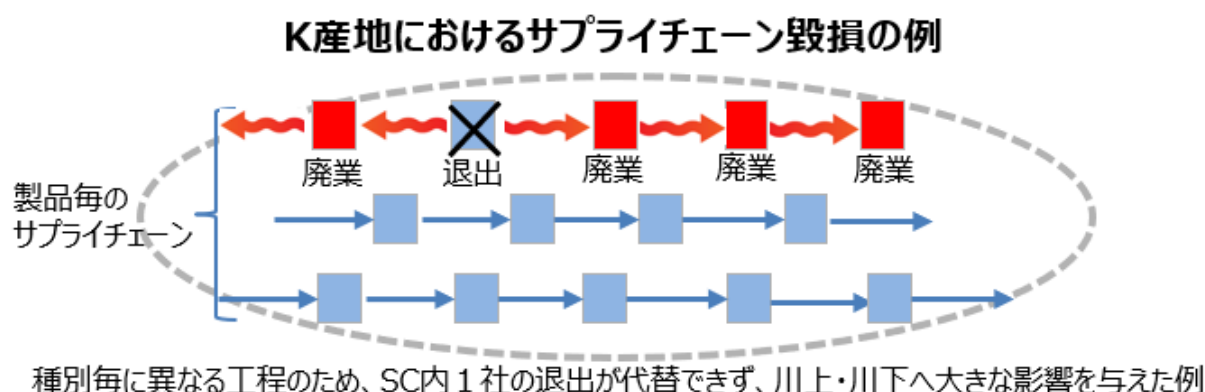 K産地におけるサプライチェーン毀損の例
廃業
退出
廃業
廃業
廃業
製品毎の
サプライチェーン
種別毎に異なる工程のため、SC内1社の退出が代替できず、川上・川下へ大きな影響を与えた例